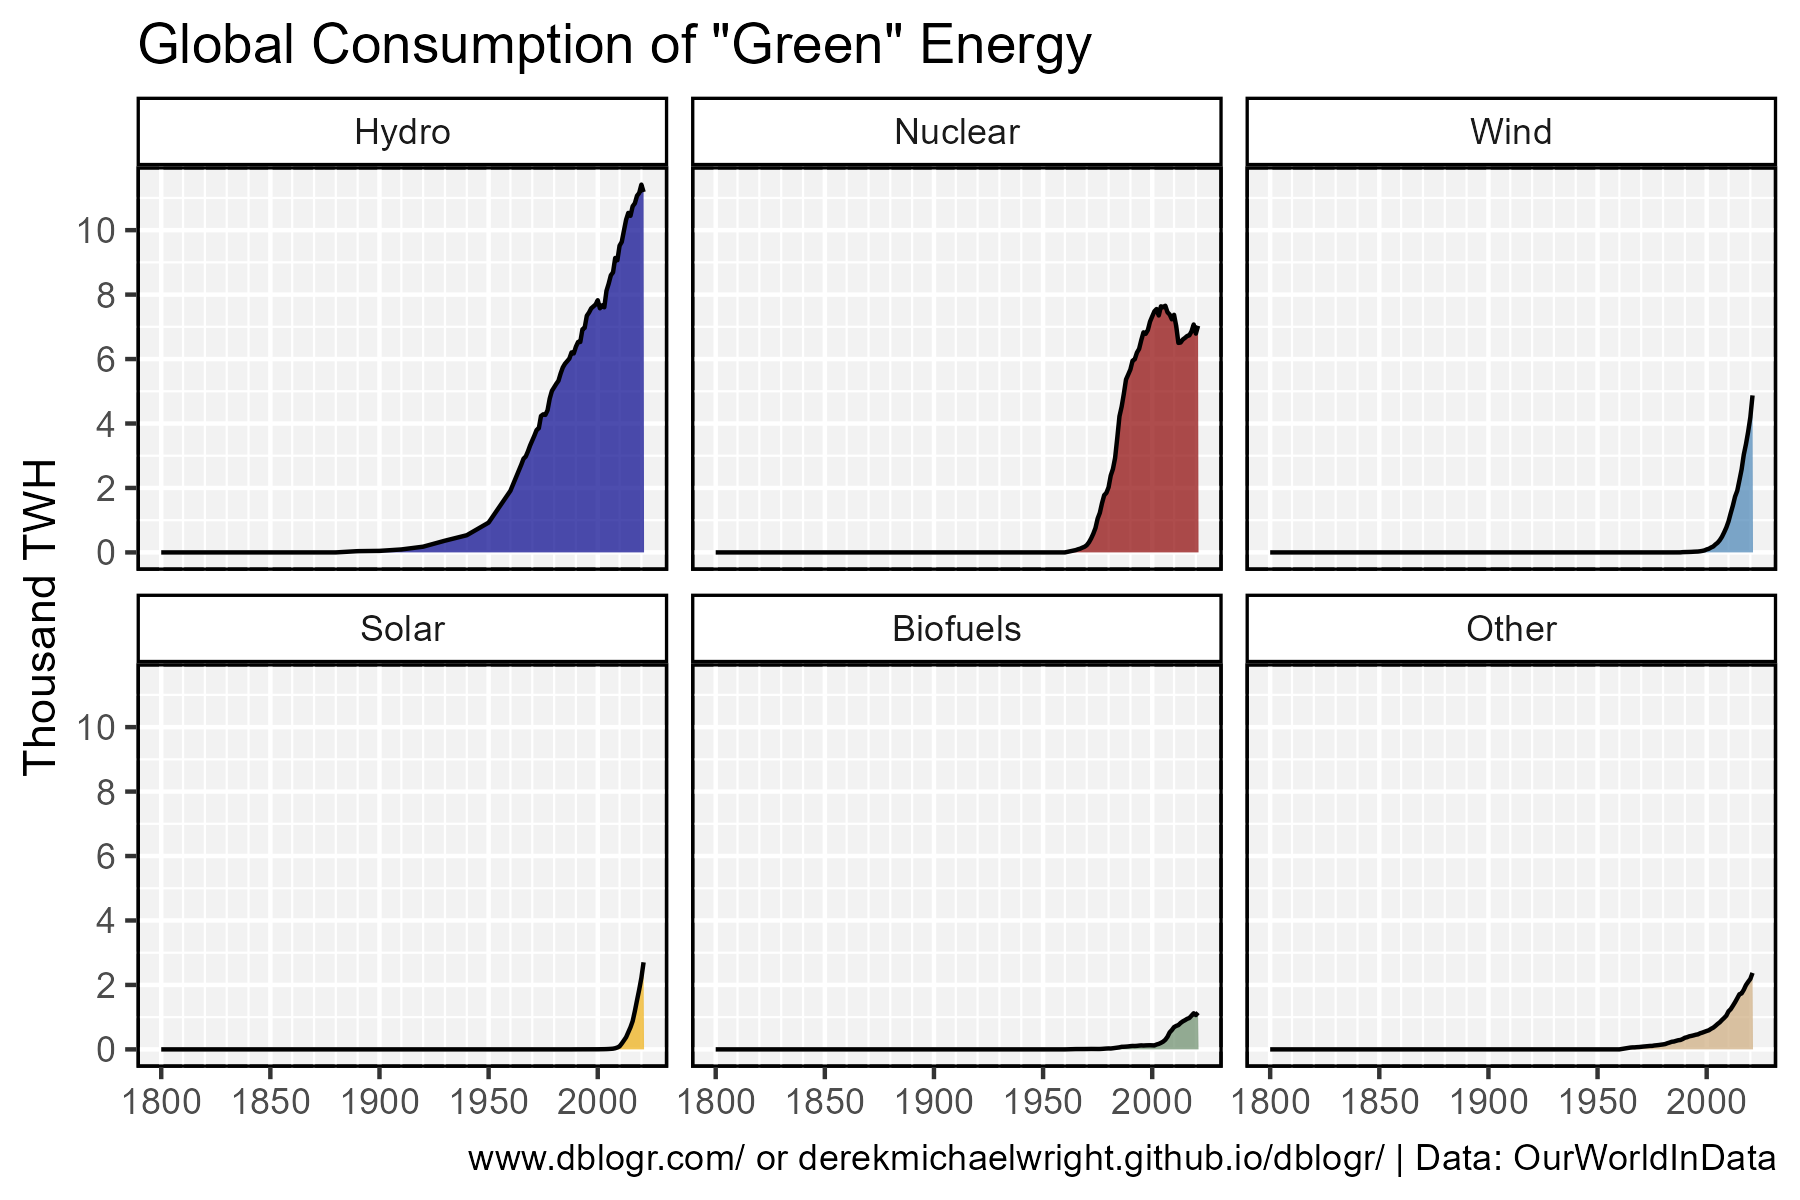 Global Consumption of "Green" Energy
Hydro
Nuclear
Wind
10
8
6
4
2
0
Thousand TWH
Solar
Biofuels
Other
10
8
6
4
2
0
1800 1850 1900 1950 2000
1800 1850 1900 1950 2000
1800 1850 1900 1950 2000
www.dblogr.com/ or derekmichaelwright.github.io/dblogr/ | Data: OurWorldInData